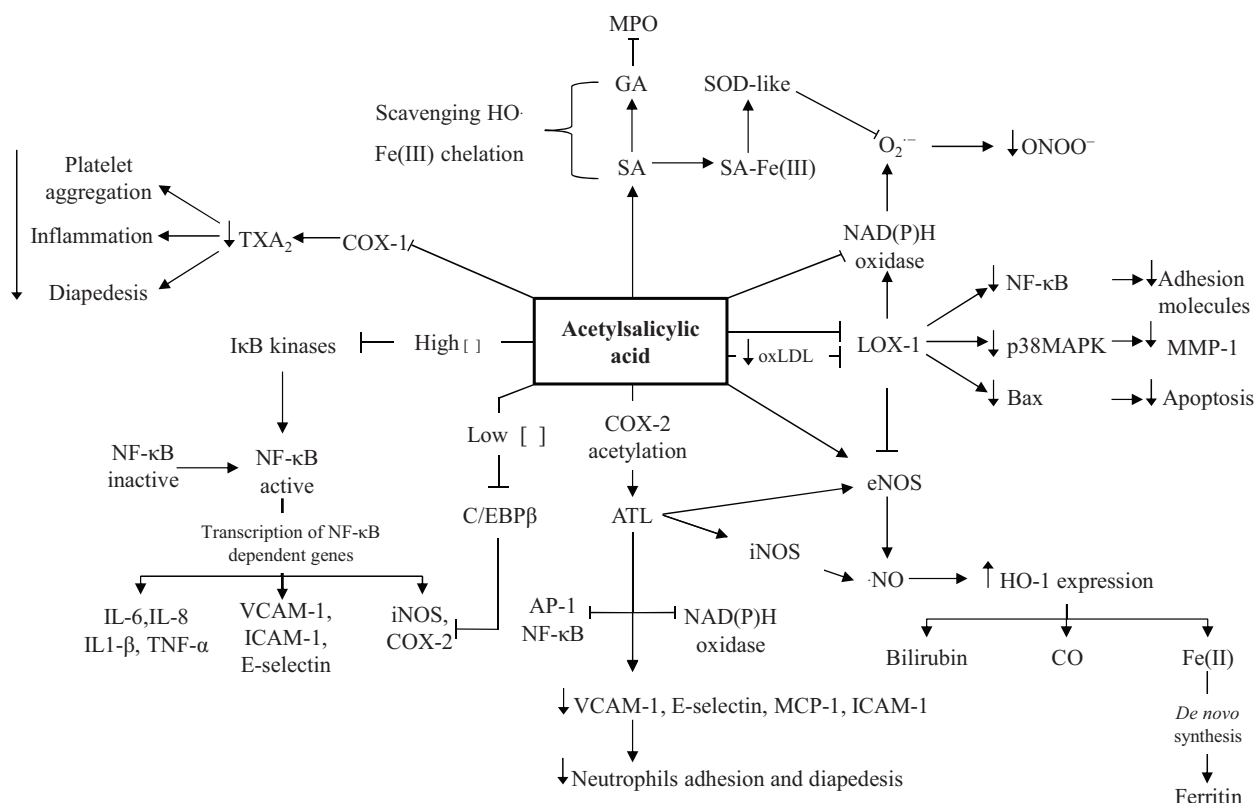 MPO
GA
SOD-like
Scavenging HO·
Fe(III) chelation
SA
SA-Fe(III)
O₂·⁻
↓ ONOO⁻
Platelet
aggregation
Inflammation
Diapedesis
↓ TXA₂
COX-1
NAD(P)H
oxidase
↓ NF-κB
↓ Adhesion
molecules
Acetylsalicylic
acid
↓ oxLDL
LOX-1
↓ p38MAPK
↓ MMP-1
↓ Bax
↓ Apoptosis
IκB kinases
High [ ]
Low [ ]
COX-2
acetylation
NF-κB
inactive
NF-κB
active
C/EBPβ
ATL
eNOS
iNOS
Transcription of NF-κB
dependent genes
·NO
↑ HO-1 expression
IL-6,IL-8
IL1-β, TNF-α
VCAM-1,
ICAM-1,
E-selectin
iNOS,
COX-2
AP-1
NF-κB
NAD(P)H
oxidase
Bilirubin
CO
Fe(II)
↓ VCAM-1, E-selectin, MCP-1, ICAM-1
De novo
synthesis
↓ Neutrophils adhesion and diapedesis
Ferritin